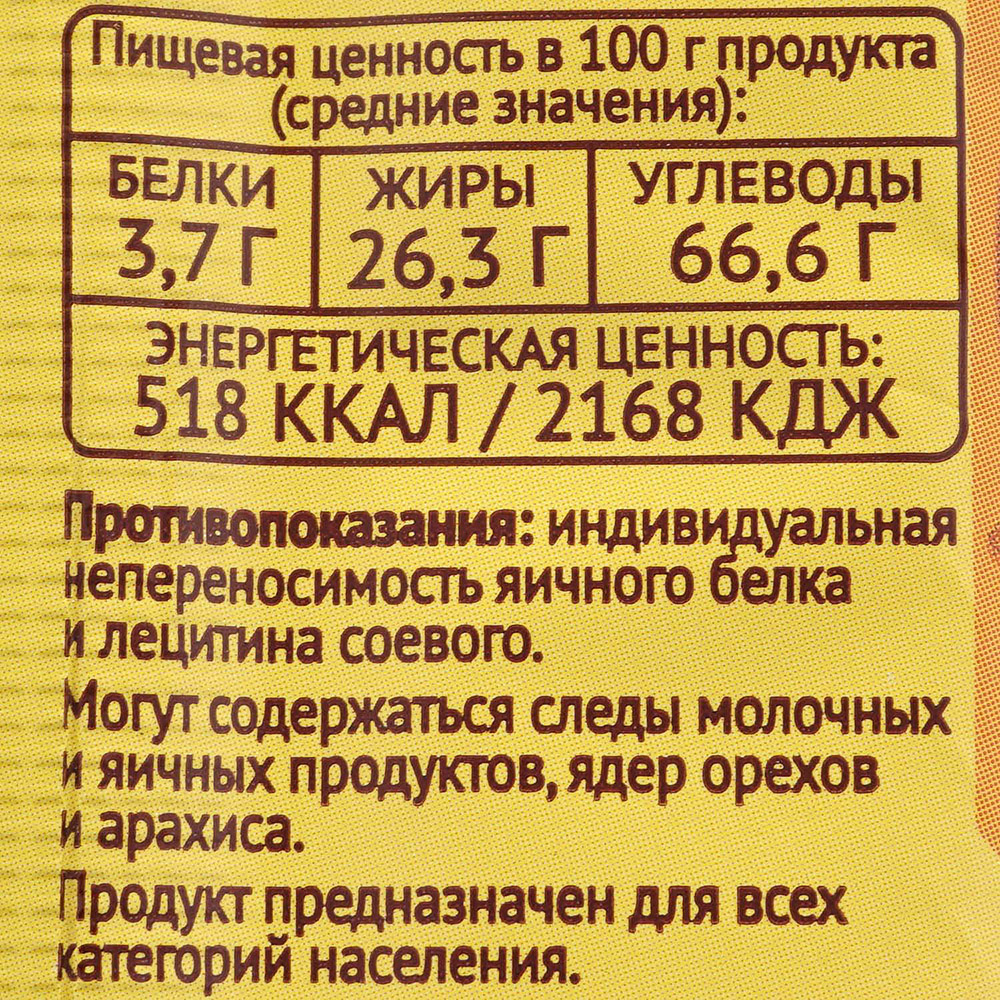 Пищевая ценность в 100 г продукта
(средние значения):
БЕЛКИ ЖИРЫ УГЛЕВОДЫ
3,7 Г 26,3 Г 66,6 Г
ЭНЕРГЕТИЧЕСКАЯ ЦЕННОСТЬ:
518 ККАЛ / 2168 КДЖ
Противопоказания: индивидуальная
непереносимость яичного белка
и лецитина соевого.
Могут содержаться следы молочных
и яичных продуктов, ядер орехов
и арахиса.
Продукт предназначен для всех
категорий населения.